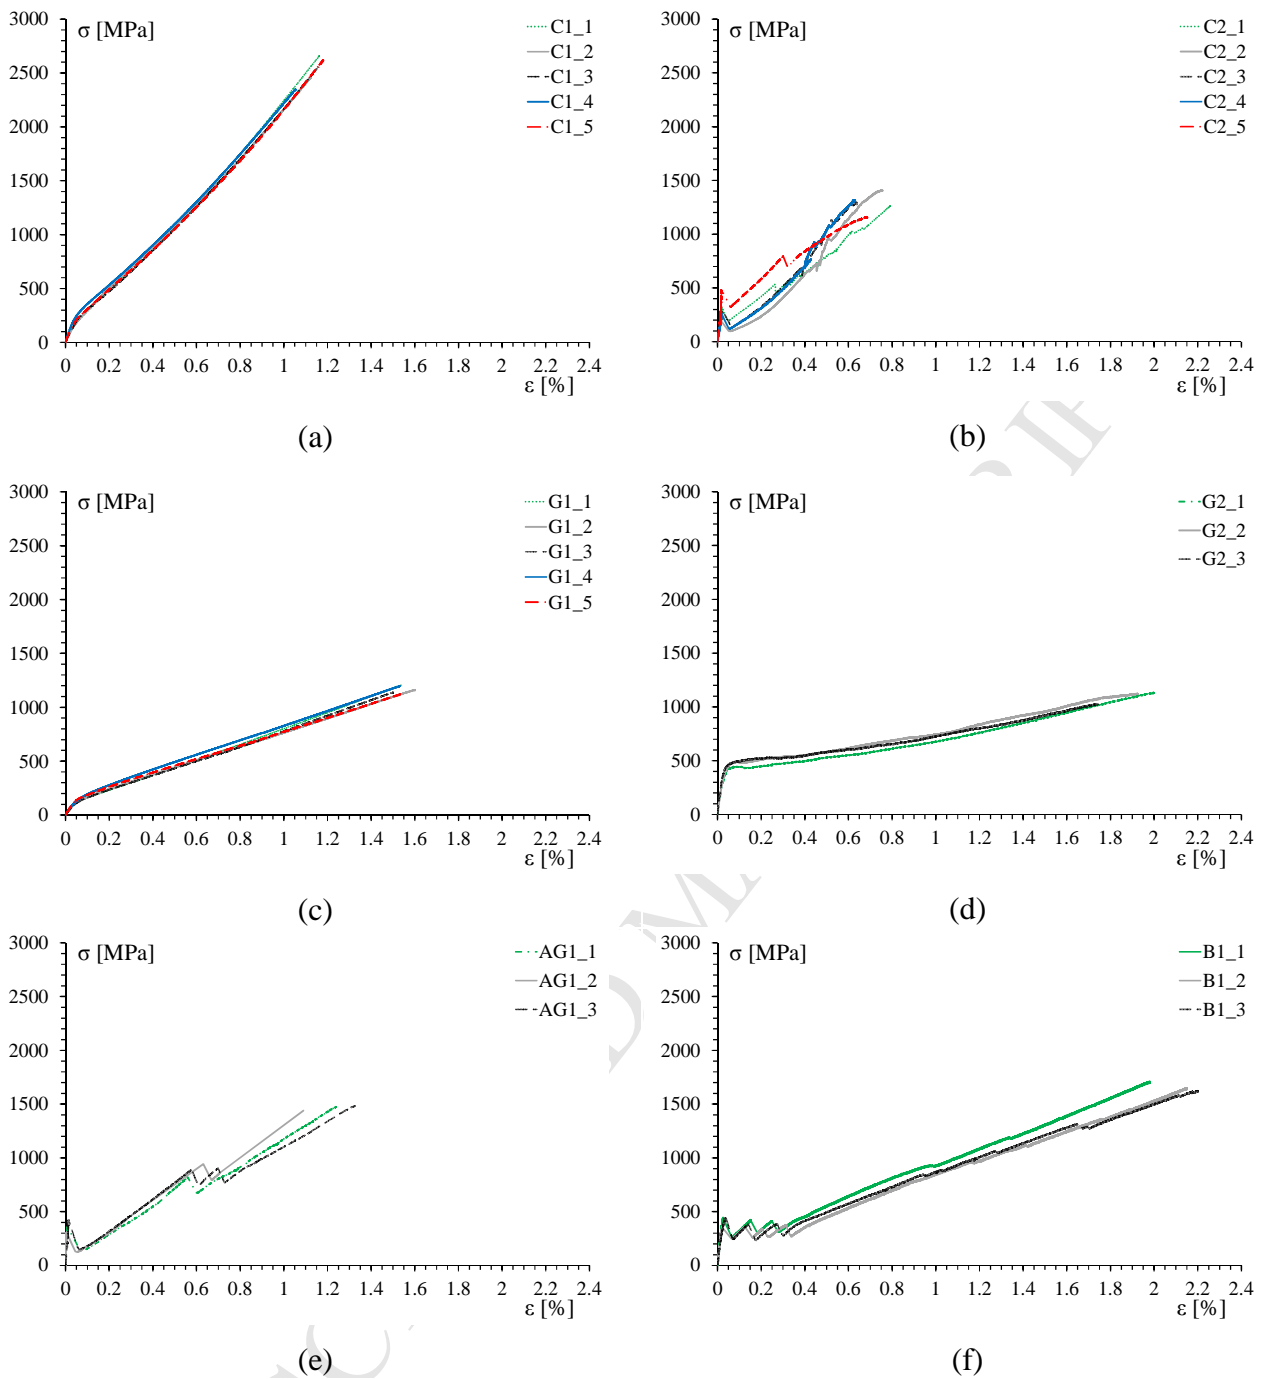 σ [MPa]
3000
2500
2000
1500
1000
500
0
0 0.2 0.4 0.6 0.8 1 1.2 1.4 1.6 1.8 2 2.2 2.4
ε [%]
C1_1
C1_2
C1_3
C1_4
C1_5
(a)
σ [MPa]
3000
2500
2000
1500
1000
500
0
0 0.2 0.4 0.6 0.8 1 1.2 1.4 1.6 1.8 2 2.2 2.4
ε [%]
C2_1
C2_2
C2_3
C2_4
C2_5
(b)
σ [MPa]
3000
2500
2000
1500
1000
500
0
0 0.2 0.4 0.6 0.8 1 1.2 1.4 1.6 1.8 2 2.2 2.4
ε [%]
G1_1
G1_2
G1_3
G1_4
G1_5
(c)
σ [MPa]
3000
2500
2000
1500
1000
500
0
0 0.2 0.4 0.6 0.8 1 1.2 1.4 1.6 1.8 2 2.2 2.4
ε [%]
G2_1
G2_2
G2_3
(d)
σ [MPa]
3000
2500
2000
1500
1000
500
0
0 0.2 0.4 0.6 0.8 1 1.2 1.4 1.6 1.8 2 2.2 2.4
ε [%]
AG1_1
AG1_2
AG1_3
(e)
σ [MPa]
3000
2500
2000
1500
1000
500
0
0 0.2 0.4 0.6 0.8 1 1.2 1.4 1.6 1.8 2 2.2 2.4
ε [%]
B1_1
B1_2
B1_3
(f)